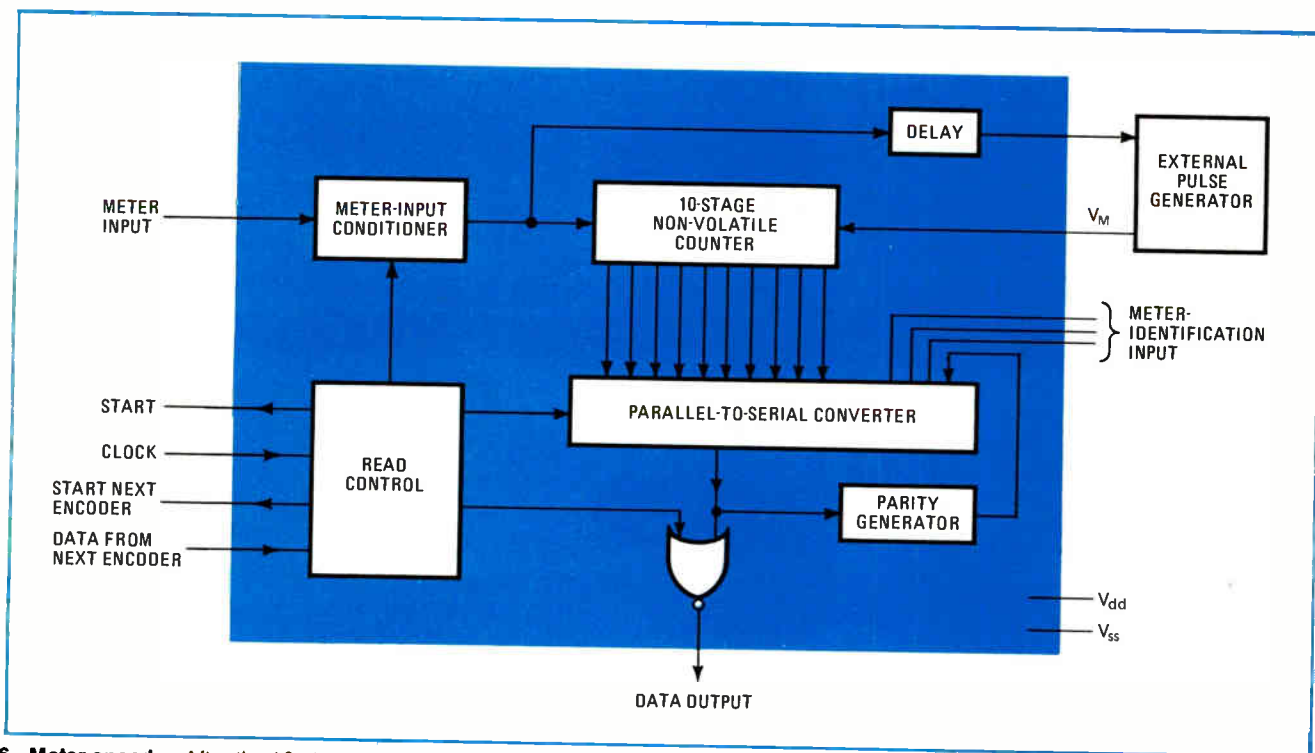 DELAY
EXTERNAL
PULSE
GENERATOR
METER
INPUT
METER-INPUT
CONDITIONER
10-STAGE
NON-VOLATILE
COUNTER
VM
METER-
IDENTIFICATION
INPUT
START
CLOCK
START NEXT
ENCODER
DATA FROM
NEXT ENCODER
READ
CONTROL
PARALLEL-TO-SERIAL CONVERTER
PARITY
GENERATOR
Vdd
Vss
DATA OUTPUT